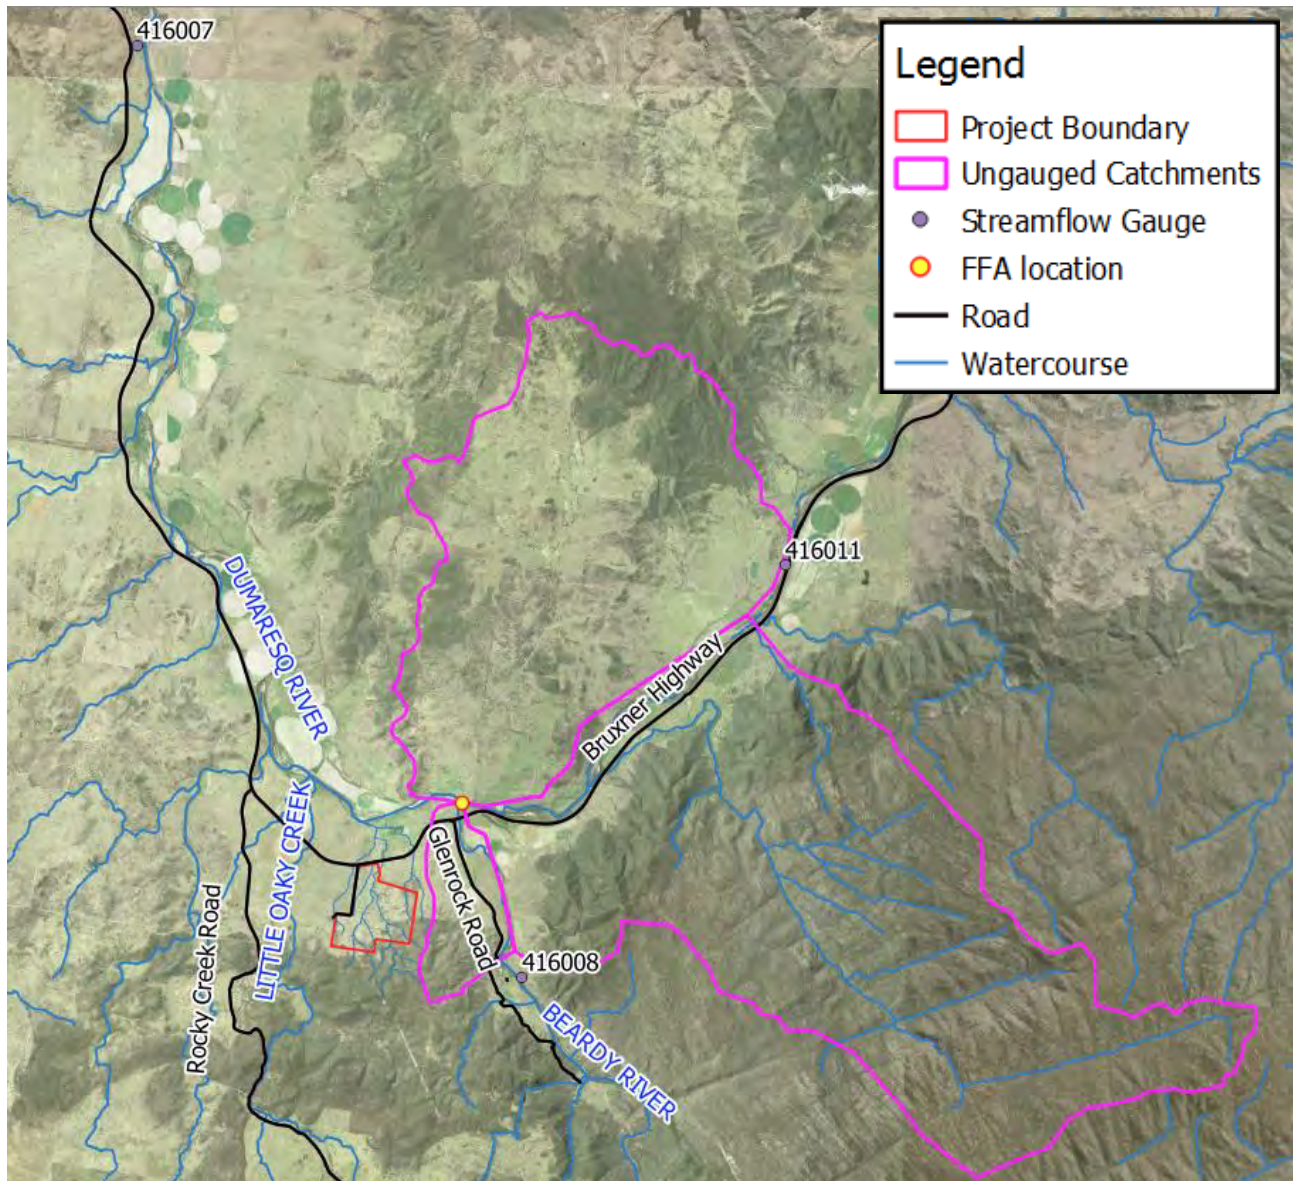 416007
Legend
Project Boundary
Ungauged Catchments
Streamflow Gauge
FFA location
Road
Watercourse
416011
DUMARESQ RIVER
Bruxner Highway
LITTLE OAKY CREEK
Glenrock Road
Rocky Creek Road
416008
BEARDY RIVER